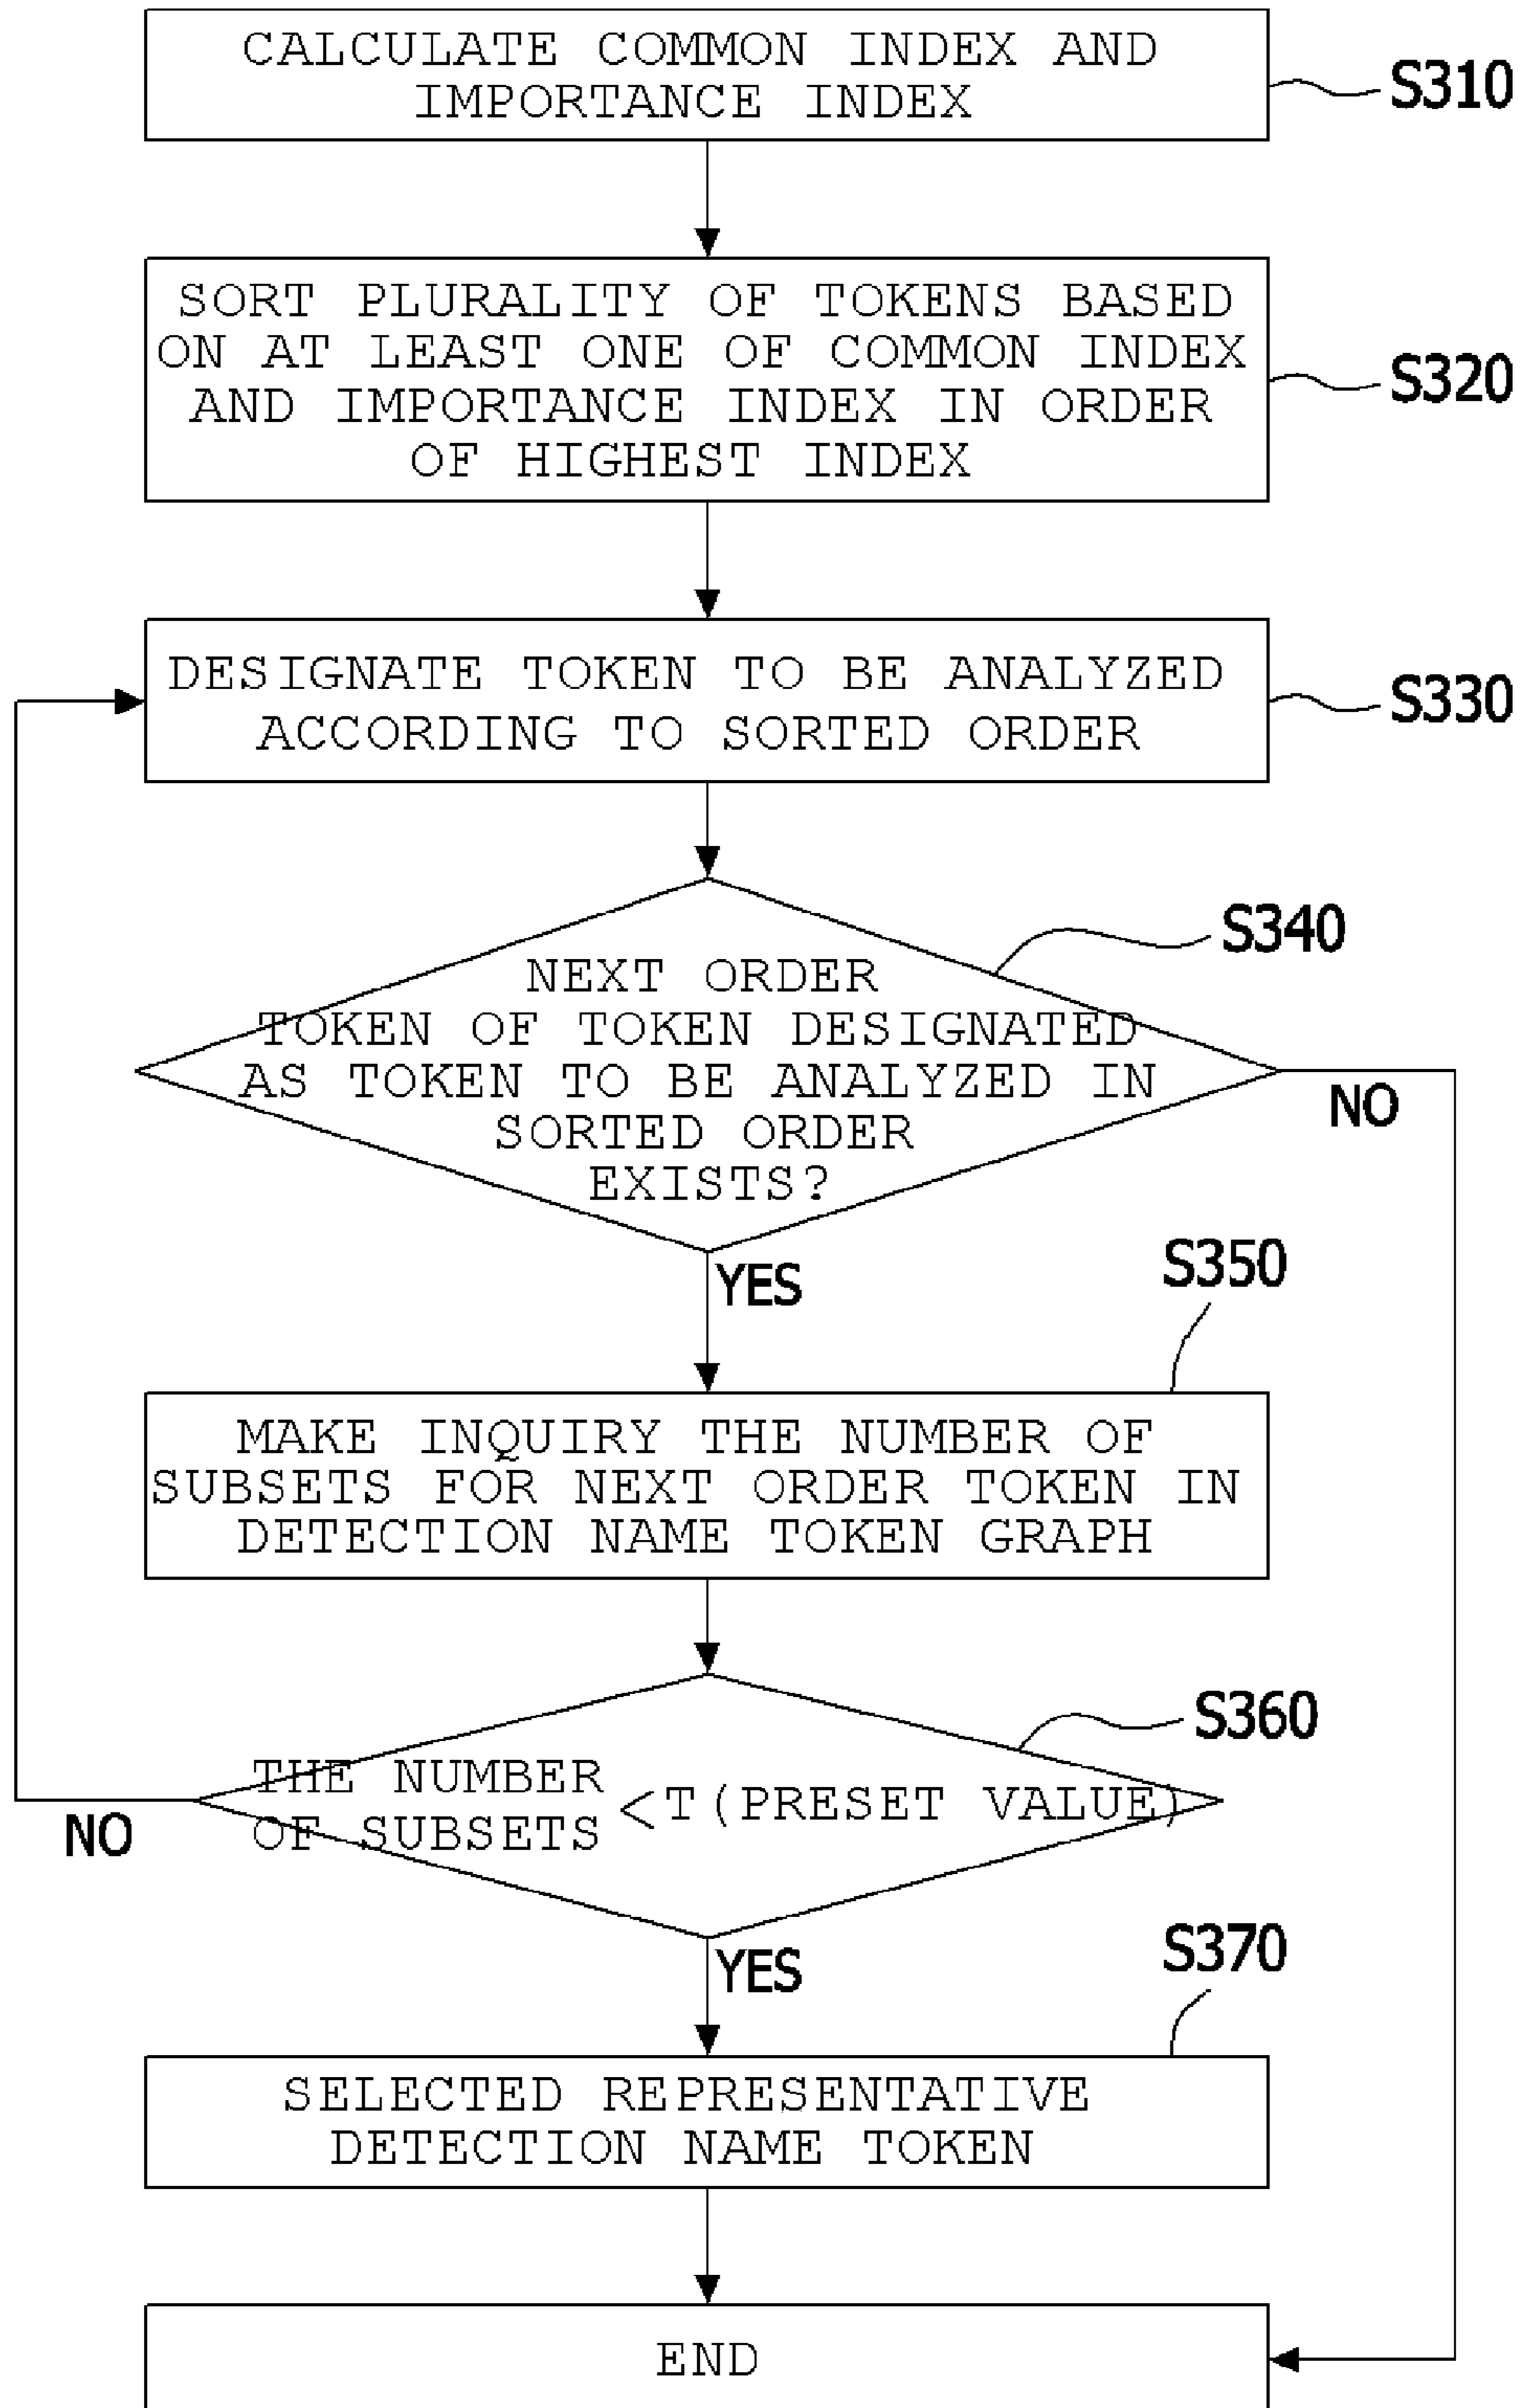 CALCULATE COMMON INDEX AND
IMPORTANCE INDEX
S310
SORT PLURALITY OF TOKENS BASED
ON AT LEAST ONE OF COMMON INDEX
AND IMPORTANCE INDEX IN ORDER
OF HIGHEST INDEX
S320
DESIGNATE TOKEN TO BE ANALYZED
ACCORDING TO SORTED ORDER
S330
S340
NEXT ORDER
TOKEN OF TOKEN DESIGNATED
AS TOKEN TO BE ANALYZED IN
SORTED ORDER
EXISTS?
NO
YES
S350
MAKE INQUIRY THE NUMBER OF
SUBSETS FOR NEXT ORDER TOKEN IN
DETECTION NAME TOKEN GRAPH
S360
THE NUMBER
OF SUBSETS
<T(PRESET VALUE)
NO
YES
S370
SELECTED REPRESENTATIVE
DETECTION NAME TOKEN
END